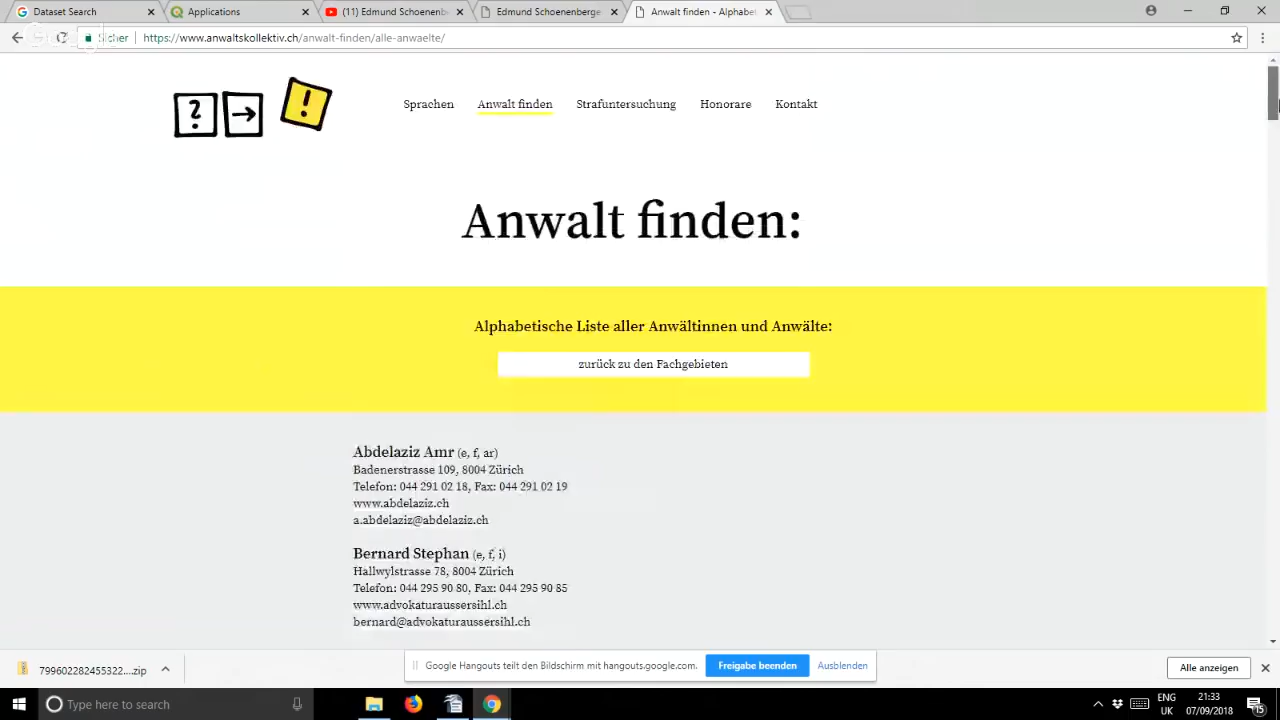 Dataset Search
Applications
(11) Edmund Schoenenb
Edmund Schoenenberge
Anwalt finden - Alphabet
https://www.anwaltskollektiv.ch/anwalt-finden/alle-anwaelte/
? → !
Sprachen Anwalt finden Strafuntersuchung Honorare Kontakt
Anwalt finden:
Alphabetische Liste aller Anwältinnen und Anwälte:
zurück zu den Fachgebieten
Abdelaziz Amr (e, f, ar)
Badenerstrasse 109, 8004 Zürich
Telefon: 044 291 02 18, Fax: 044 291 02 19
www.abdelaziz.ch
a.abdelaziz@abdelaziz.ch
Bernard Stephan (e, f, i)
Hallwylstrasse 78, 8004 Zürich
Telefon: 044 295 90 80, Fax: 044 295 90 85
www.advokaturaussersihl.ch
bernard@advokaturaussersihl.ch
799602282455322....zip
Google Hangouts teilt den Bildschirm mit hangouts.google.com.
Freigabe beenden
Ausblenden
Alle anzeigen
Type here to search
ENG
UK
21:33
07/09/2018
15